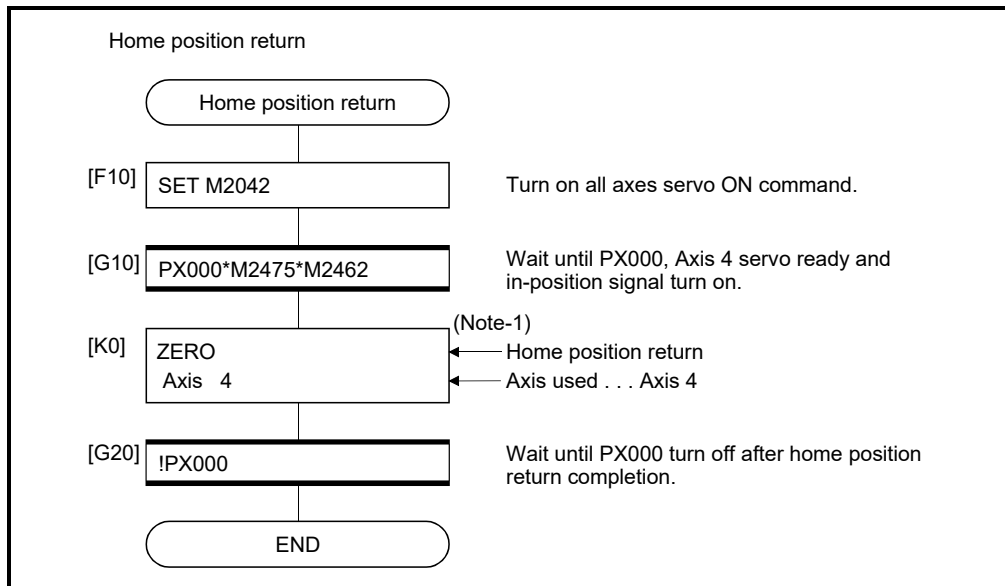 Home position return
Home position return
[F10] SET M2042 Turn on all axes servo ON command.
[G10] PX000*M2475*M2462 Wait until PX000, Axis 4 servo ready and
in-position signal turn on.
(Note-1)
[K0] ZERO Home position return
Axis 4 Axis used . . . Axis 4
[G20] !PX000 Wait until PX000 turn off after home position
return completion.
END